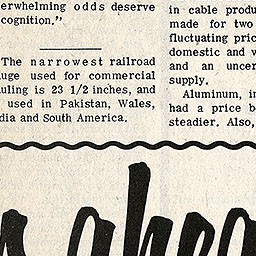 erwhelming odds deserve
cognition."
The narrowest railroad
uge used for commercial
uling is 23 1/2 inches, and
used in Pakistan, Wales,
dia and South America.
in cable produ
made for two
fluctuating pric
domestic and w
and an uncer
supply.
Aluminum, in
had a price b
steadier. Also,
ahea